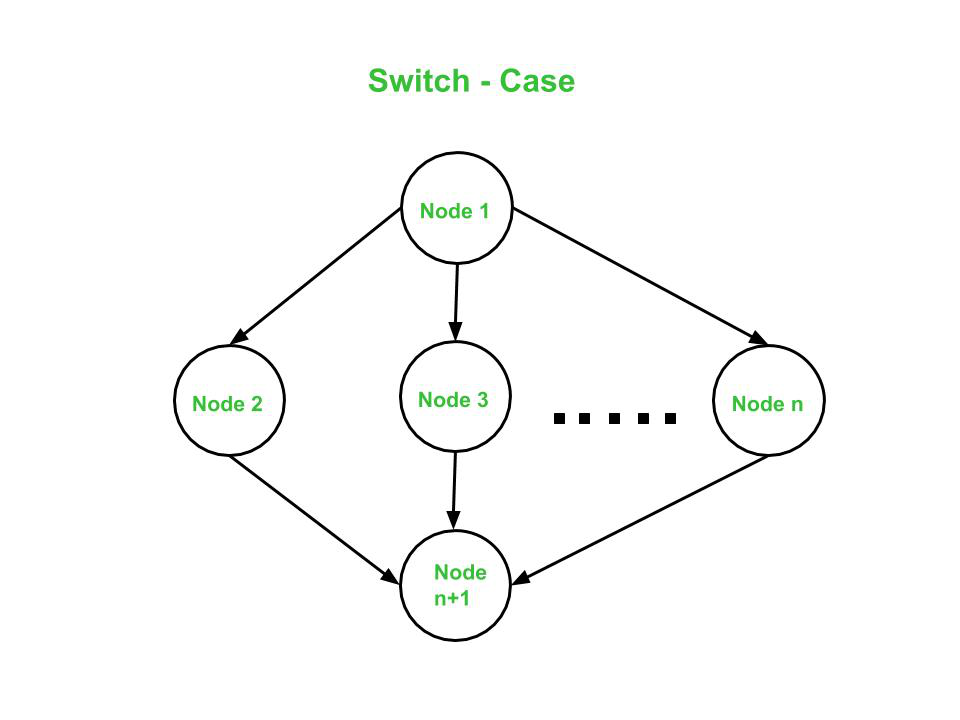 Switch - Case
Node 1
Node 2
Node 3
Node n
Node
n+1